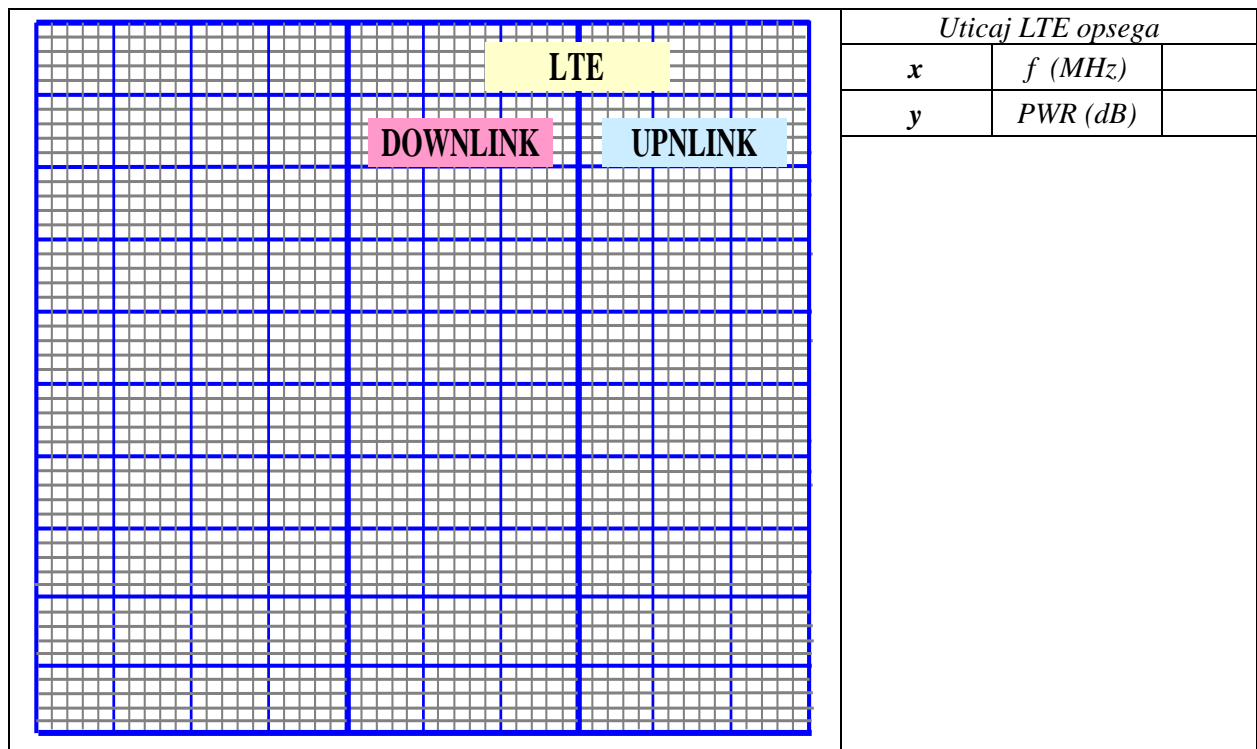 LTE
DOWNLINK
UPNLINK
Uticaj LTE opsega
x f (MHz)
y PWR (dB)